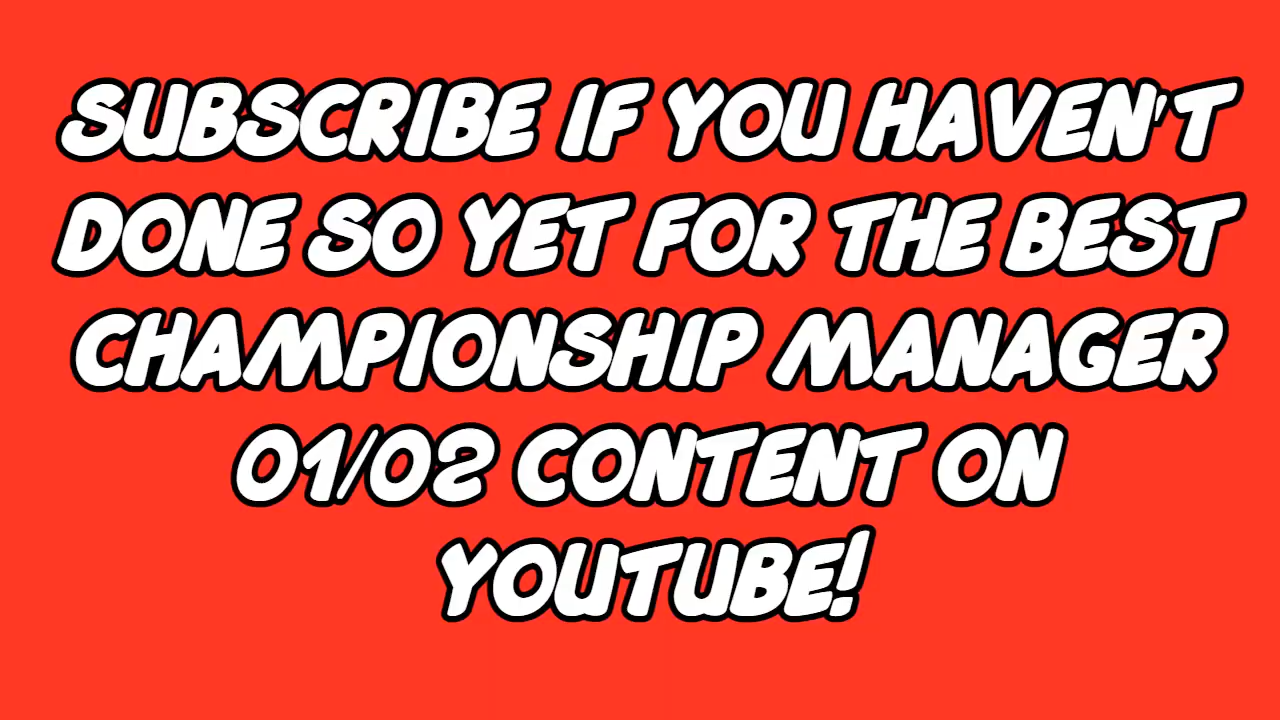 SUBSCRIBE IF YOU HAVEN'T
DONE SO YET FOR THE BEST
CHAMPIONSHIP MANAGER
01/02 CONTENT ON
YOUTUBE!